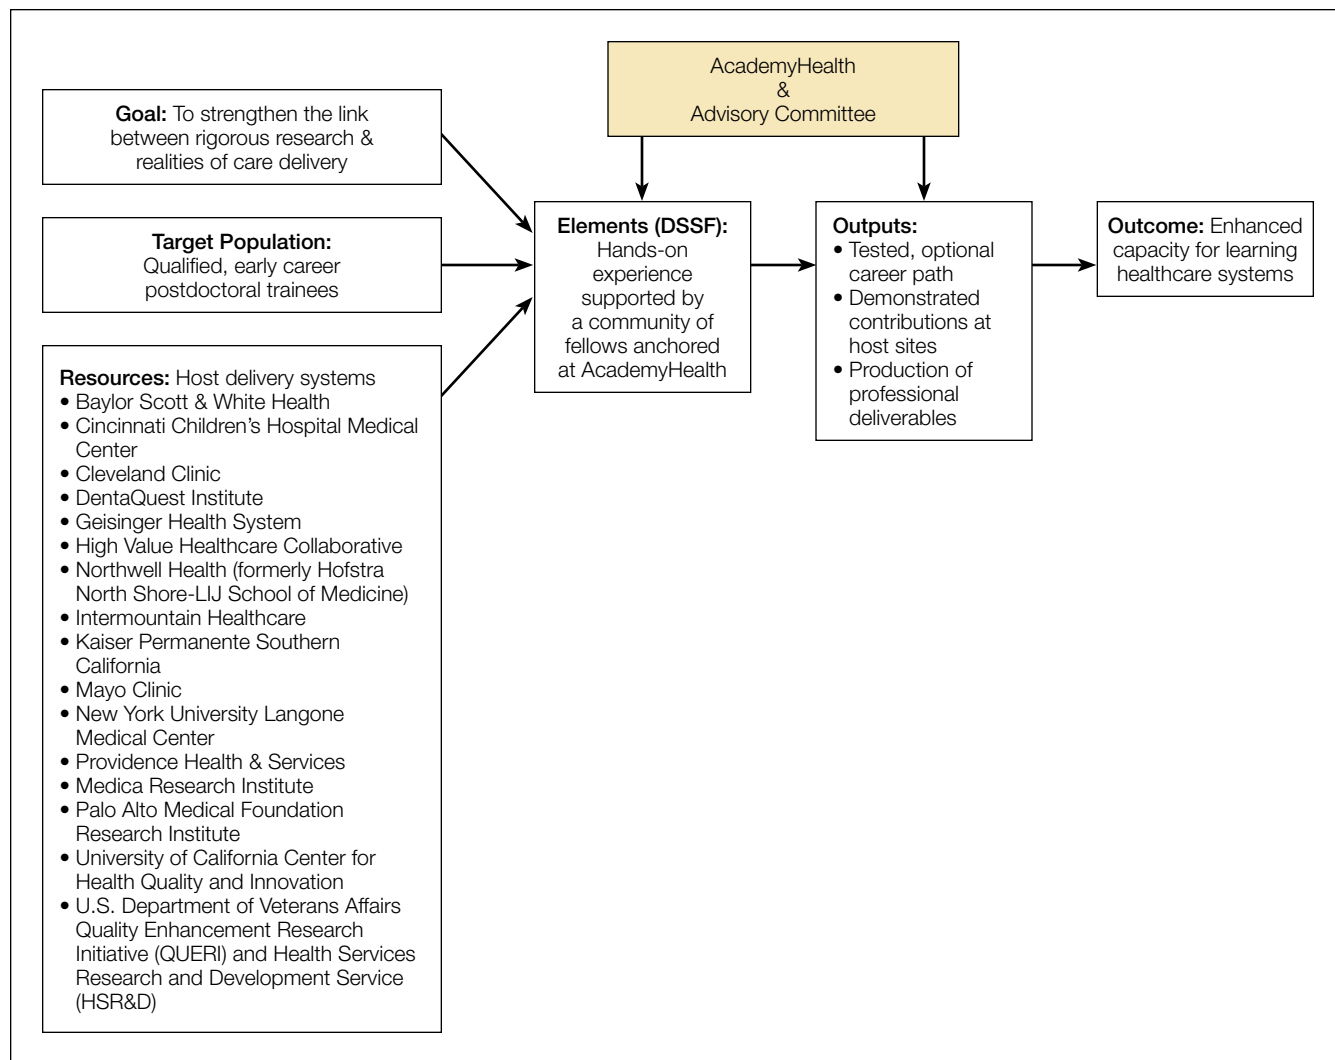 AcademyHealth
&
Advisory Committee
Goal: To strengthen the link
between rigorous research &
realities of care delivery
Target Population:
Qualified, early career
postdoctoral trainees
Resources: Host delivery systems
• Baylor Scott & White Health
• Cincinnati Children's Hospital Medical
Center
• Cleveland Clinic
• DentaQuest Institute
• Geisinger Health System
• High Value Healthcare Collaborative
• Northwell Health (formerly Hofstra
North Shore-LIJ School of Medicine)
• Intermountain Healthcare
• Kaiser Permanente Southern
California
• Mayo Clinic
• New York University Langone
Medical Center
• Providence Health & Services
• Medica Research Institute
• Palo Alto Medical Foundation
Research Institute
• University of California Center for
Health Quality and Innovation
• U.S. Department of Veterans Affairs
Quality Enhancement Research
Initiative (QUERI) and Health Services
Research and Development Service
(HSR&D)
Elements (DSSF):
Hands-on
experience
supported by
a community of
fellows anchored
at AcademyHealth
Outputs:
• Tested, optional
career path
• Demonstrated
contributions at
host sites
• Production of
professional
deliverables
Outcome: Enhanced
capacity for learning
healthcare systems